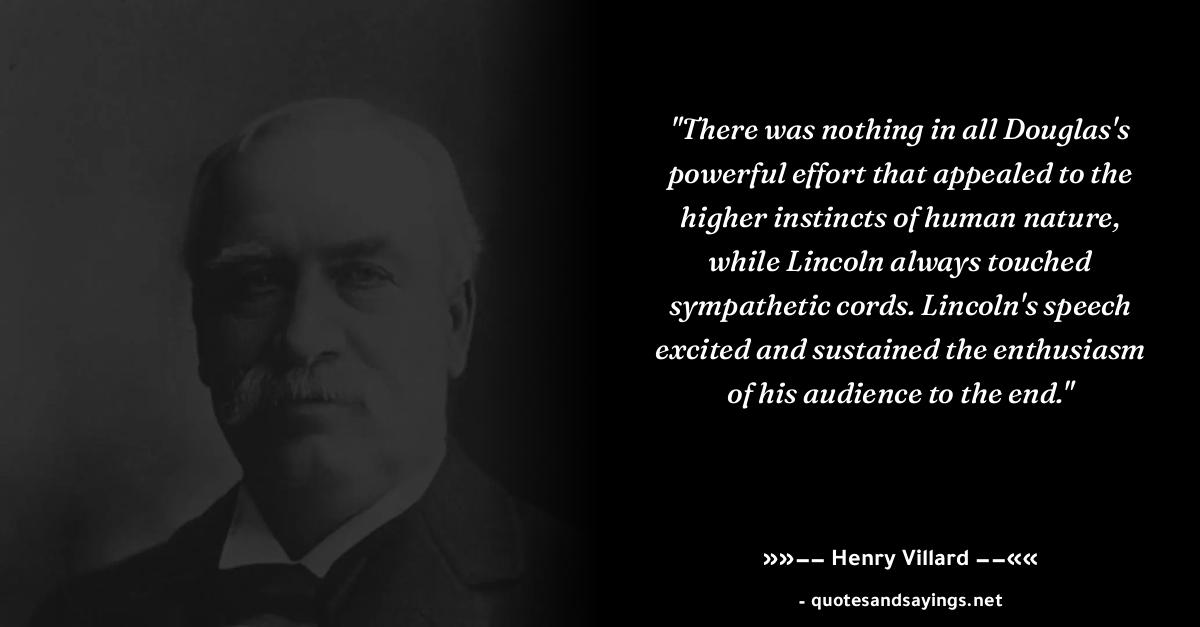 "There was nothing in all Douglas's
powerful effort that appealed to the
higher instincts of human nature,
while Lincoln always touched
sympathetic cords. Lincoln's speech
excited and sustained the enthusiasm
of his audience to the end."
»»−− Henry Villard −−««
- quotesandsayings.net